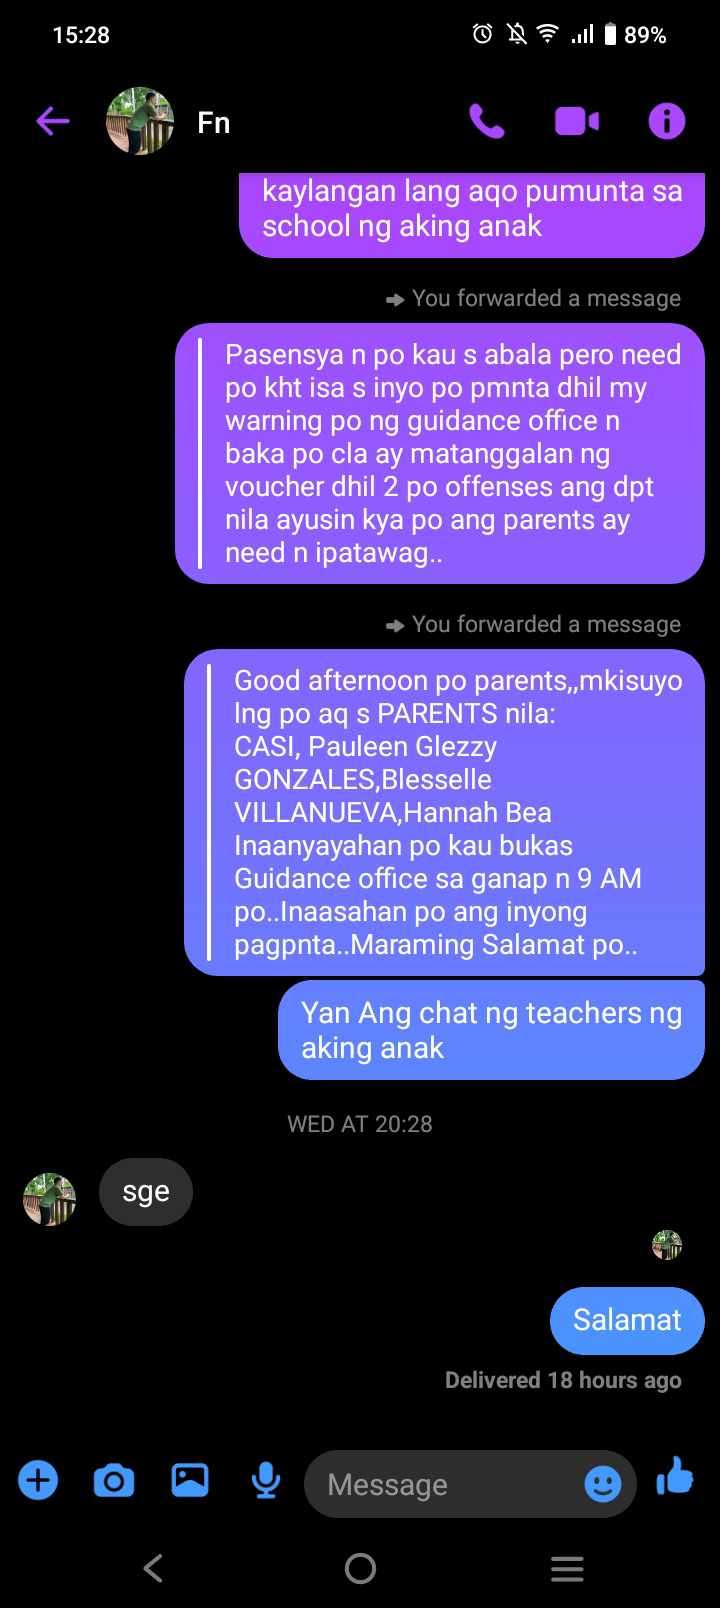 15:28
89%
Fn
kaylangan lang aqo pumunta sa
school ng aking anak
You forwarded a message
Pasensya n po kau s abala pero need
po kht isa s inyo po pmnta dhil my
warning po ng guidance office n
baka po cla ay matanggalan ng
voucher dhil 2 po offenses ang dpt
nila ayusin kya po ang parents ay
need n ipatawag..
You forwarded a message
Good afternoon po parents,,mkisuyo
lng po aq s PARENTS nila:
CASI, Pauleen Glezzy
GONZALES,Blesselle
VILLANUEVA,Hannah Bea
Inaanyayahan po kau bukas
Guidance office sa ganap n 9 AM
po..Inaasahan po ang inyong
pagpnta..Maraming Salamat po..
Yan Ang chat ng teachers ng
aking anak
WED AT 20:28
sge
Salamat
Delivered 18 hours ago
Message